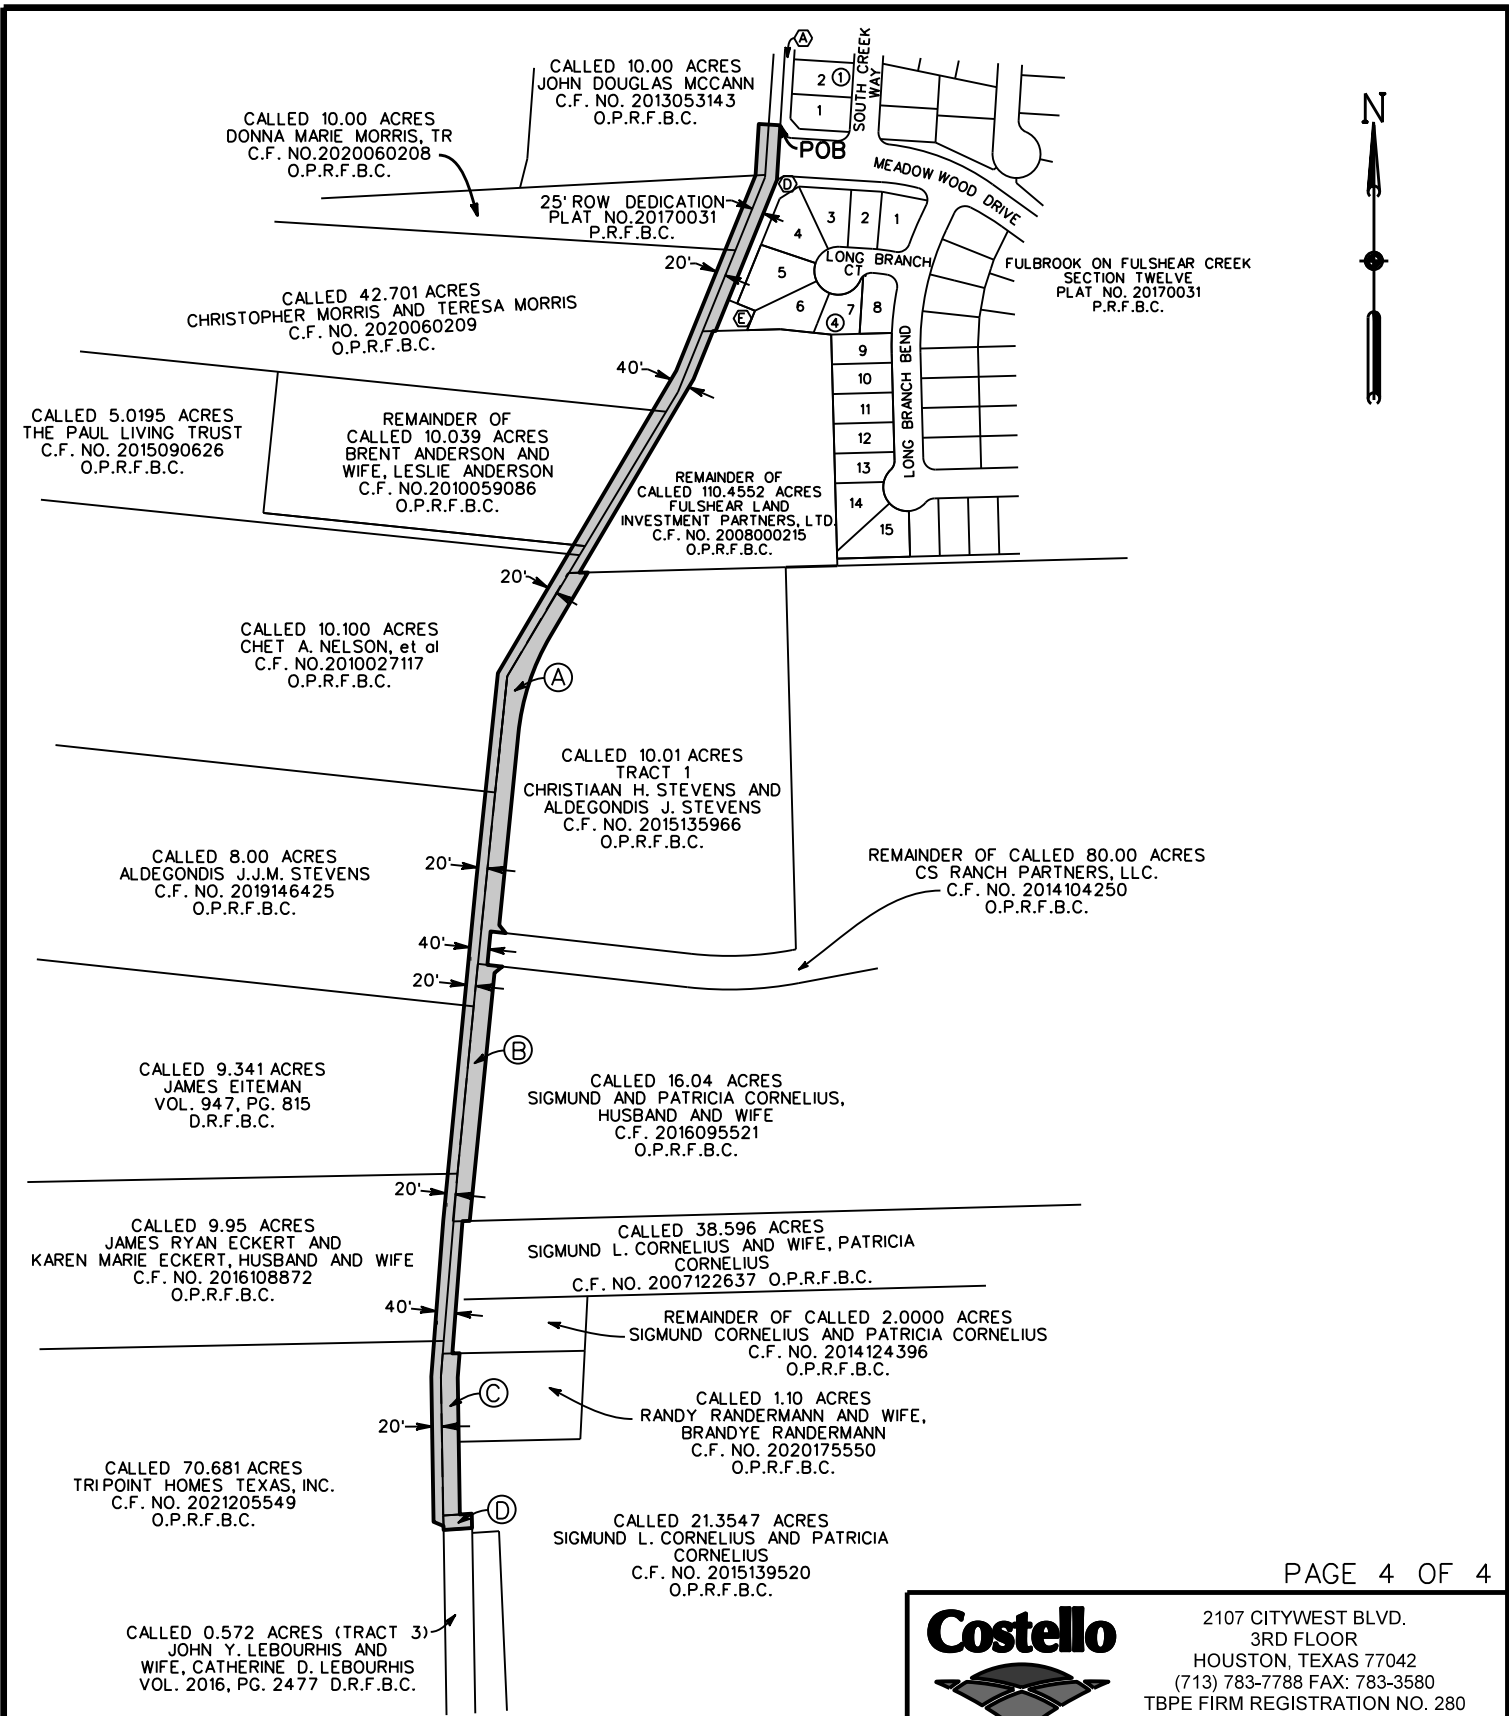 CALLED 10.00 ACRES
JOHN DOUGLAS MCCANN
C.F. NO. 2013053143
O.P.R.F.B.C.
A
2 1
1
SOUTH CREEK
WAY
N
CALLED 10.00 ACRES
DONNA MARIE MORRIS, TR
C.F. NO.2020060208
O.P.R.F.B.C.
POB
MEADOW WOOD DRIVE
25' ROW DEDICATION
PLAT NO.20170031
P.R.F.B.C.
D
4
3
2
1
LONG BRANCH
CT
5
6
7
8
4
E
20'
FULBROOK ON FULSHEAR CREEK
SECTION TWELVE
PLAT NO. 20170031
P.R.F.B.C.
CALLED 42.701 ACRES
CHRISTOPHER MORRIS AND TERESA MORRIS
C.F. NO. 2020060209
O.P.R.F.B.C.
40'
9
10
11
12
13
14
15
LONG BRANCH BEND
CALLED 5.0195 ACRES
THE PAUL LIVING TRUST
C.F. NO. 2015090626
O.P.R.F.B.C.
REMAINDER OF
CALLED 10.039 ACRES
BRENT ANDERSON AND
WIFE, LESLIE ANDERSON
C.F. NO.2010059086
O.P.R.F.B.C.
REMAINDER OF
CALLED 110.4552 ACRES
FULSHEAR LAND
INVESTMENT PARTNERS, LTD.
C.F. NO. 2008000215
O.P.R.F.B.C.
20'
CALLED 10.100 ACRES
CHET A. NELSON, et al
C.F. NO.2010027117
O.P.R.F.B.C.
A
CALLED 10.01 ACRES
TRACT 1
CHRISTIAAN H. STEVENS AND
ALDEGONDIS J. STEVENS
C.F. NO. 2015135966
O.P.R.F.B.C.
CALLED 8.00 ACRES
ALDEGONDIS J.J.M. STEVENS
C.F. NO. 2019146425
O.P.R.F.B.C.
20'
REMAINDER OF CALLED 80.00 ACRES
CS RANCH PARTNERS, LLC.
C.F. NO. 2014104250
O.P.R.F.B.C.
40'
20'
B
CALLED 9.341 ACRES
JAMES EITEMAN
VOL. 947, PG. 815
D.R.F.B.C.
CALLED 16.04 ACRES
SIGMUND AND PATRICIA CORNELIUS,
HUSBAND AND WIFE
C.F. 2016095521
O.P.R.F.B.C.
20'
CALLED 9.95 ACRES
JAMES RYAN ECKERT AND
KAREN MARIE ECKERT, HUSBAND AND WIFE
C.F. NO. 2016108872
O.P.R.F.B.C.
CALLED 38.596 ACRES
SIGMUND L. CORNELIUS AND WIFE, PATRICIA
CORNELIUS
C.F. NO. 2007122637 O.P.R.F.B.C.
40'
REMAINDER OF CALLED 2.0000 ACRES
SIGMUND CORNELIUS AND PATRICIA CORNELIUS
C.F. NO. 2014124396
O.P.R.F.B.C.
C
CALLED 1.10 ACRES
RANDY RANDERMANN AND WIFE,
BRANDYE RANDERMANN
C.F. NO. 2020175550
O.P.R.F.B.C.
20'
CALLED 70.681 ACRES
TRI POINT HOMES TEXAS, INC.
C.F. NO. 2021205549
O.P.R.F.B.C.
D
CALLED 21.3547 ACRES
SIGMUND L. CORNELIUS AND PATRICIA
CORNELIUS
C.F. NO. 2015139520
O.P.R.F.B.C.
CALLED 0.572 ACRES (TRACT 3)
JOHN Y. LEBOURHIS AND
WIFE, CATHERINE D. LEBOURHIS
VOL. 2016, PG. 2477 D.R.F.B.C.
PAGE 4 OF 4
Costello
2107 CITYWEST BLVD.
3RD FLOOR
HOUSTON, TEXAS 77042
(713) 783-7788 FAX: 783-3580
TBPE FIRM REGISTRATION NO. 280